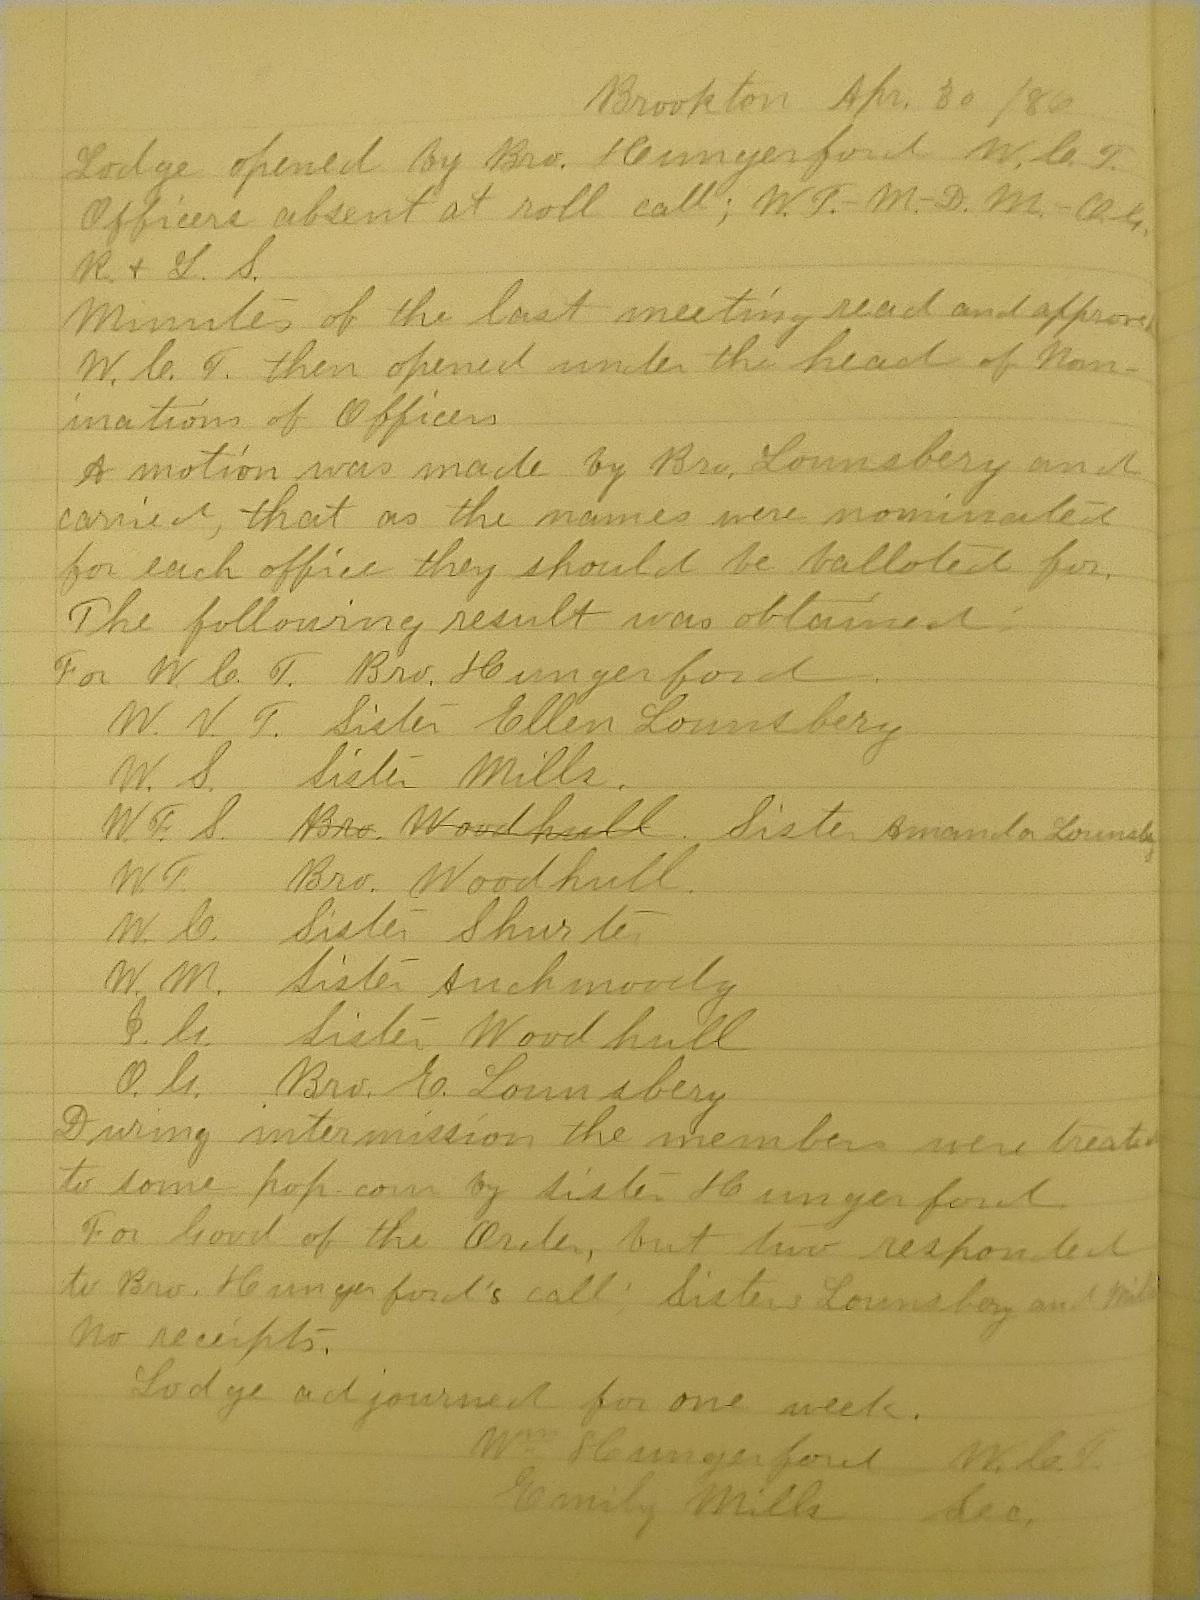 Brookton Apr. 30 /86
Lodge opened by Bro. Hungerford W. C. T.
Officers absent at roll call; W. T. - M. - D. M. - O. G.
R. & L. S.
Minutes of the last meeting read and approved
W. C. T. then opened under the head of Nom-
inations of Officers
A motion was made by Bro. Lounsbery and
carried, that as the names were nominated
for each office they should be balloted for.
The following result was obtained:
For W. C. T. Bro. Hungerford.
W. V. T. Sister Ellen Lounsbery
W. S. Sister Mills.
W. F. S. Bro. Woodhull. Sister Amanda Lounsby
W. T. Bro. Woodhull.
W. C. Sister Shurter
W. M. Sister Auchmoody
I. G. Sister Woodhull
O. G. Bro. E. Lounsbery
During intermission the members were treated
to some pop-corn by sister Hungerford.
For Good of the Order, but two responded
to Bro. Hungerford's call; Sisters Lounsbery and Mills
No receipts.
Lodge adjourned for one week.
Wm Hungerford W. C. T.
Emily Mills Sec.